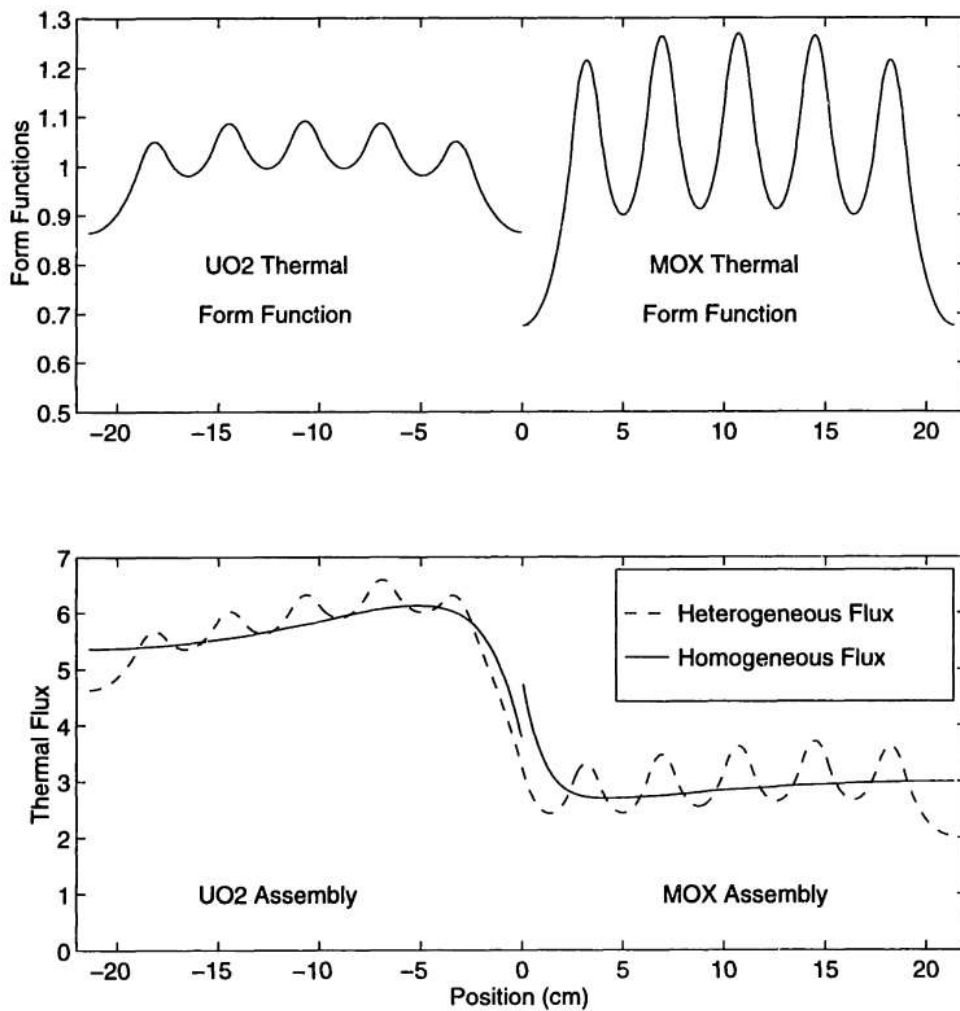 1.3
1.2
1.1
1
0.9
0.8
0.7
0.6
0.5
Form Functions
UO2 Thermal
Form Function
MOX Thermal
Form Function
−20 −15 −10 −5 0 5 10 15 20
7
6
5
4
3
2
1
0
Thermal Flux
Heterogeneous Flux
Homogeneous Flux
UO2 Assembly
MOX Assembly
−20 −15 −10 −5 0 5 10 15 20
Position (cm)